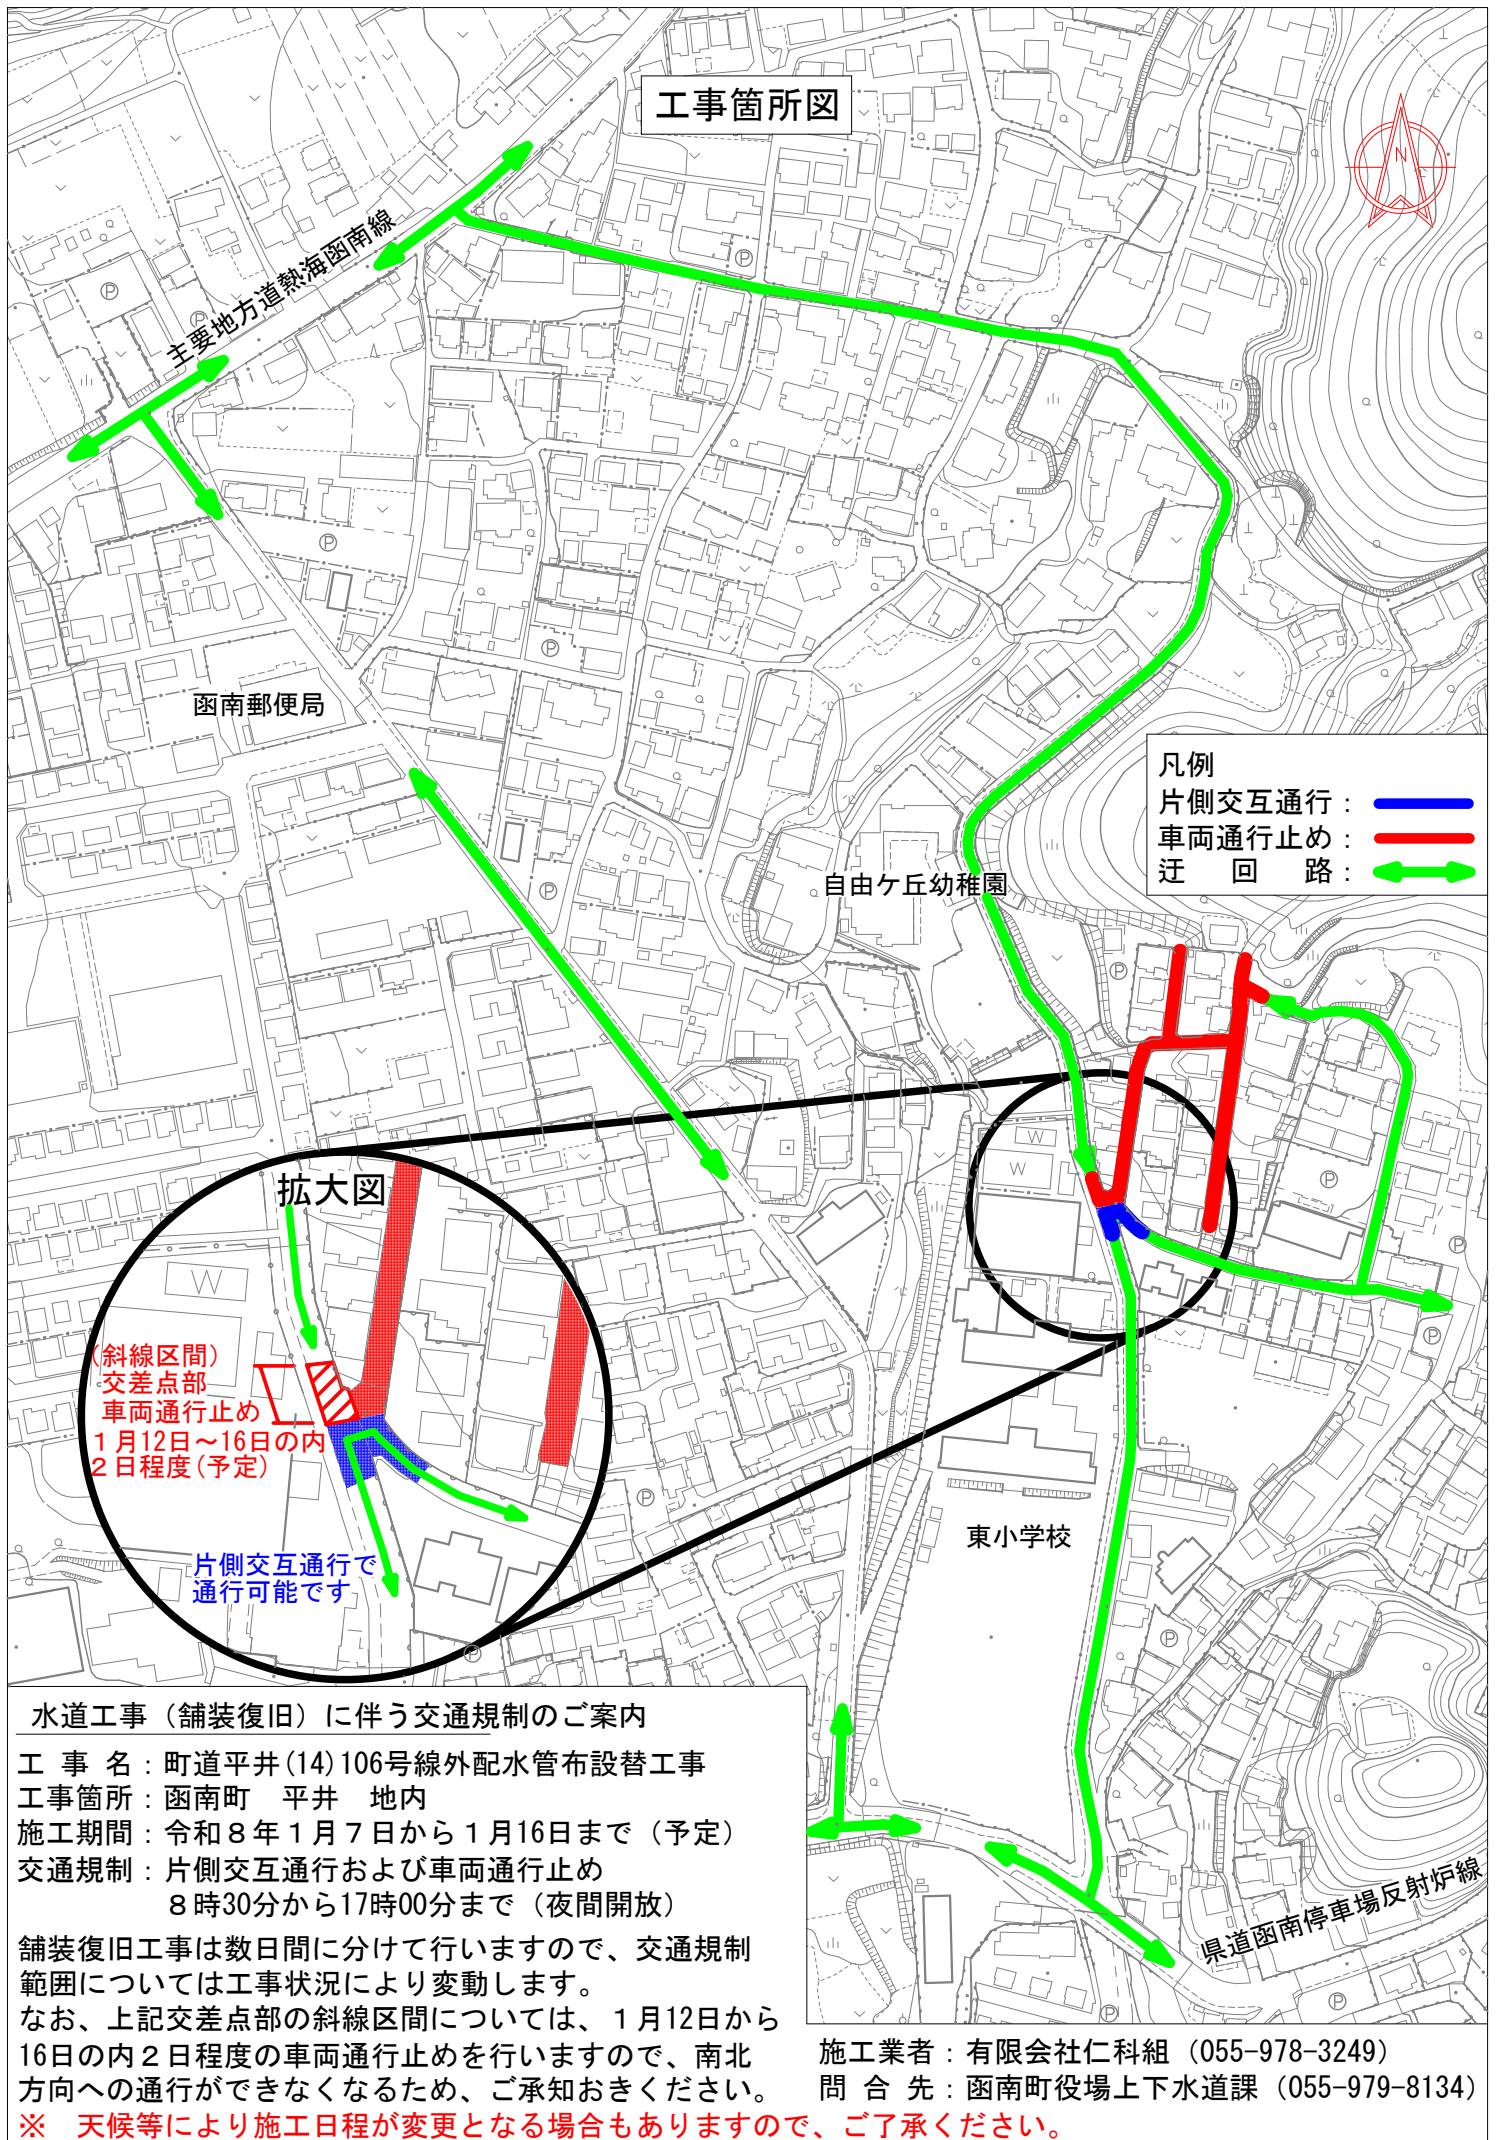 工事箇所図
N
主要地方道熱海函南線
函南郵便局
凡例
片側交互通行：
車両通行止め：
迂　回　路：
自由ケ丘幼稚園
拡大図
(斜線区間)
交差点部
車両通行止め
１月12日～16日の内
２日程度(予定)
片側交互通行で
通行可能です
東小学校
県道函南停車場反射炉線
水道工事（舗装復旧）に伴う交通規制のご案内
工 事 名：町道平井(14)106号線外配水管布設替工事
工事箇所：函南町　平井　地内
施工期間：令和８年１月７日から１月16日まで（予定）
交通規制：片側交互通行および車両通行止め
８時30分から17時00分まで（夜間開放）
舗装復旧工事は数日間に分けて行いますので、交通規制
範囲については工事状況により変動します。
なお、上記交差点部の斜線区間については、１月12日から
16日の内２日程度の車両通行止めを行いますので、南北
方向への通行ができなくなるため、ご承知おきください。
※　天候等により施工日程が変更となる場合もありますので、ご了承ください。
施工業者：有限会社仁科組（055-978-3249）
問 合 先：函南町役場上下水道課（055-979-8134）